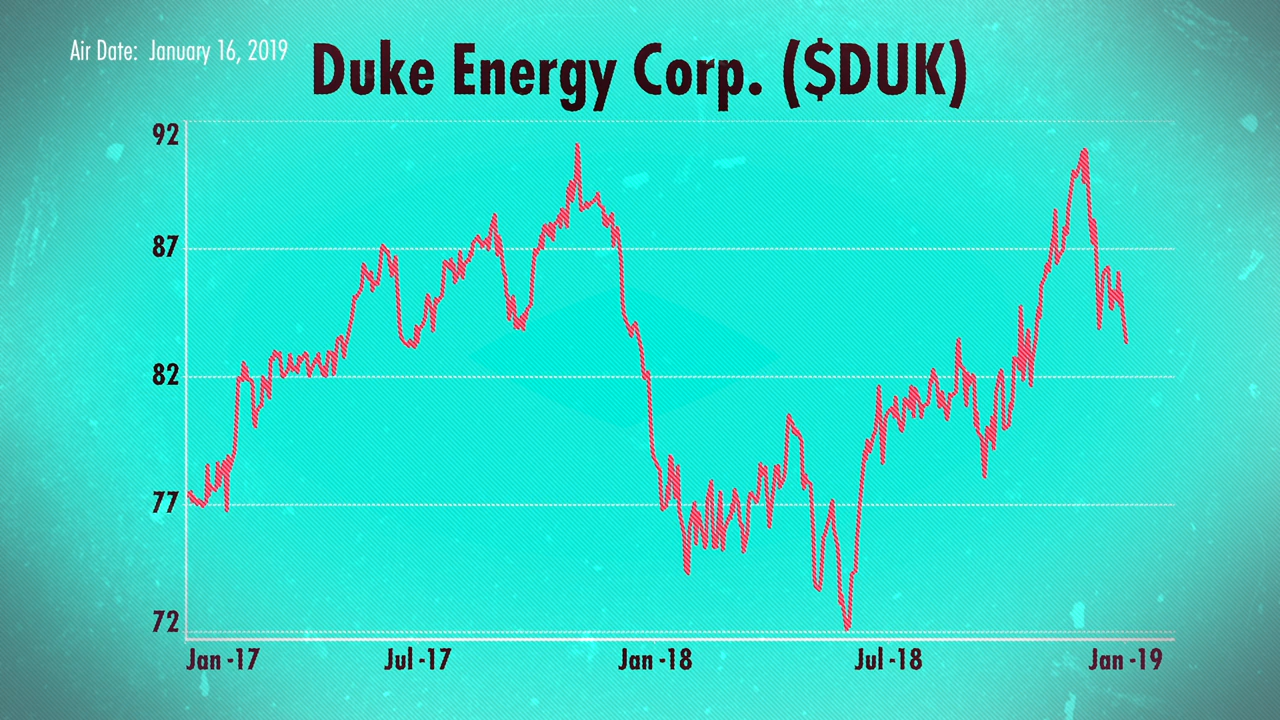 Air Date: January 16, 2019
Duke Energy Corp. ($DUK)
92
87
82
77
72
Jan -17 Jul -17 Jan -18 Jul -18 Jan -19